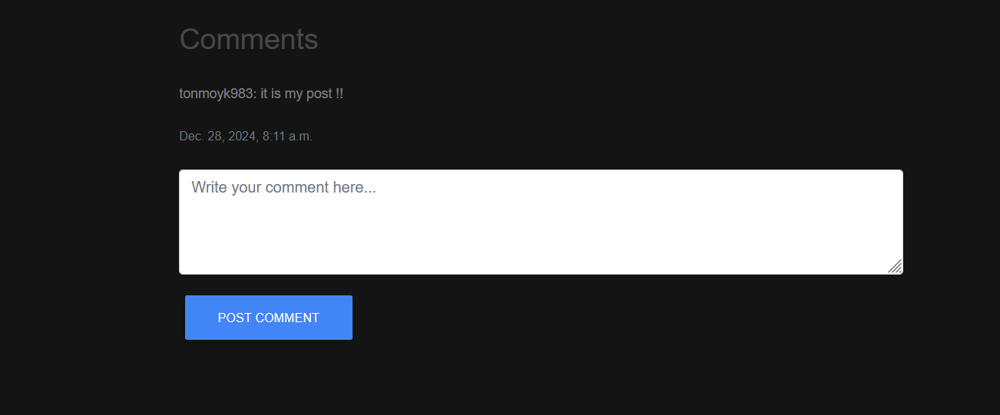 Comments
tonmoyk983: it is my post !!
Dec. 28, 2024, 8:11 a.m.
Write your comment here...
POST COMMENT